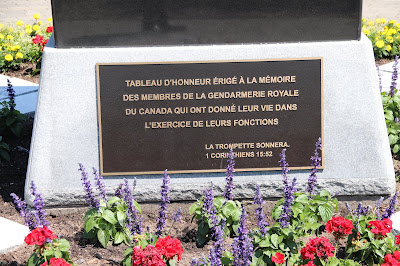 TABLEAU D'HONNEUR ÉRIGÉ À LA MÉMOIRE
DES MEMBRES DE LA GENDARMERIE ROYALE
DU CANADA QUI ONT DONNÉ LEUR VIE DANS
L'EXERCICE DE LEURS FONCTIONS
LA TROMPETTE SONNERA.
1 CORINTHIENS 15:52